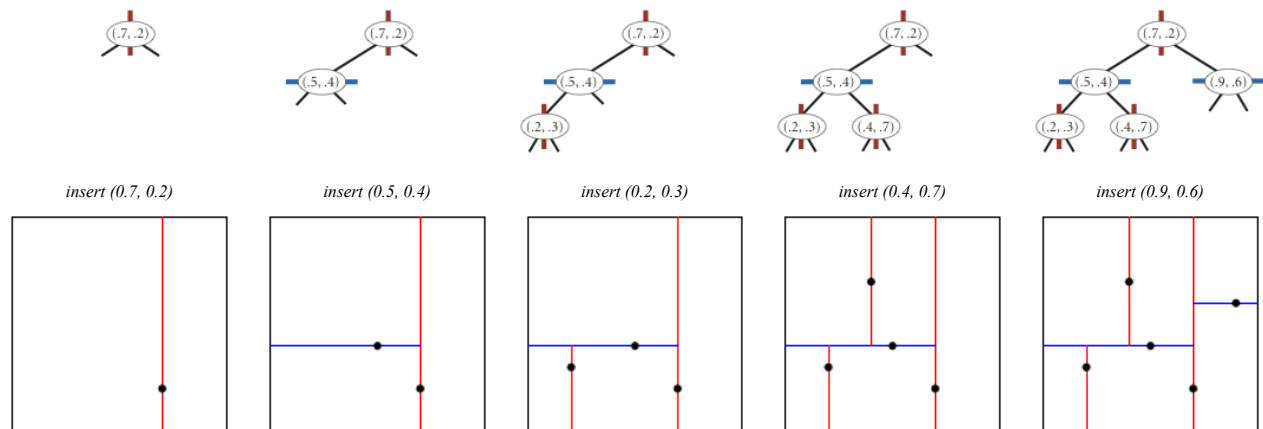 (.7, .2)
(.7, .2)
(.5, .4)
(.7, .2)
(.5, .4)
(.2, .3)
(.7, .2)
(.5, .4)
(.2, .3) (.4, .7)
(.7, .2)
(.5, .4) (.9, .6)
(.2, .3) (.4, .7)
insert (0.7, 0.2)
insert (0.5, 0.4)
insert (0.2, 0.3)
insert (0.4, 0.7)
insert (0.9, 0.6)